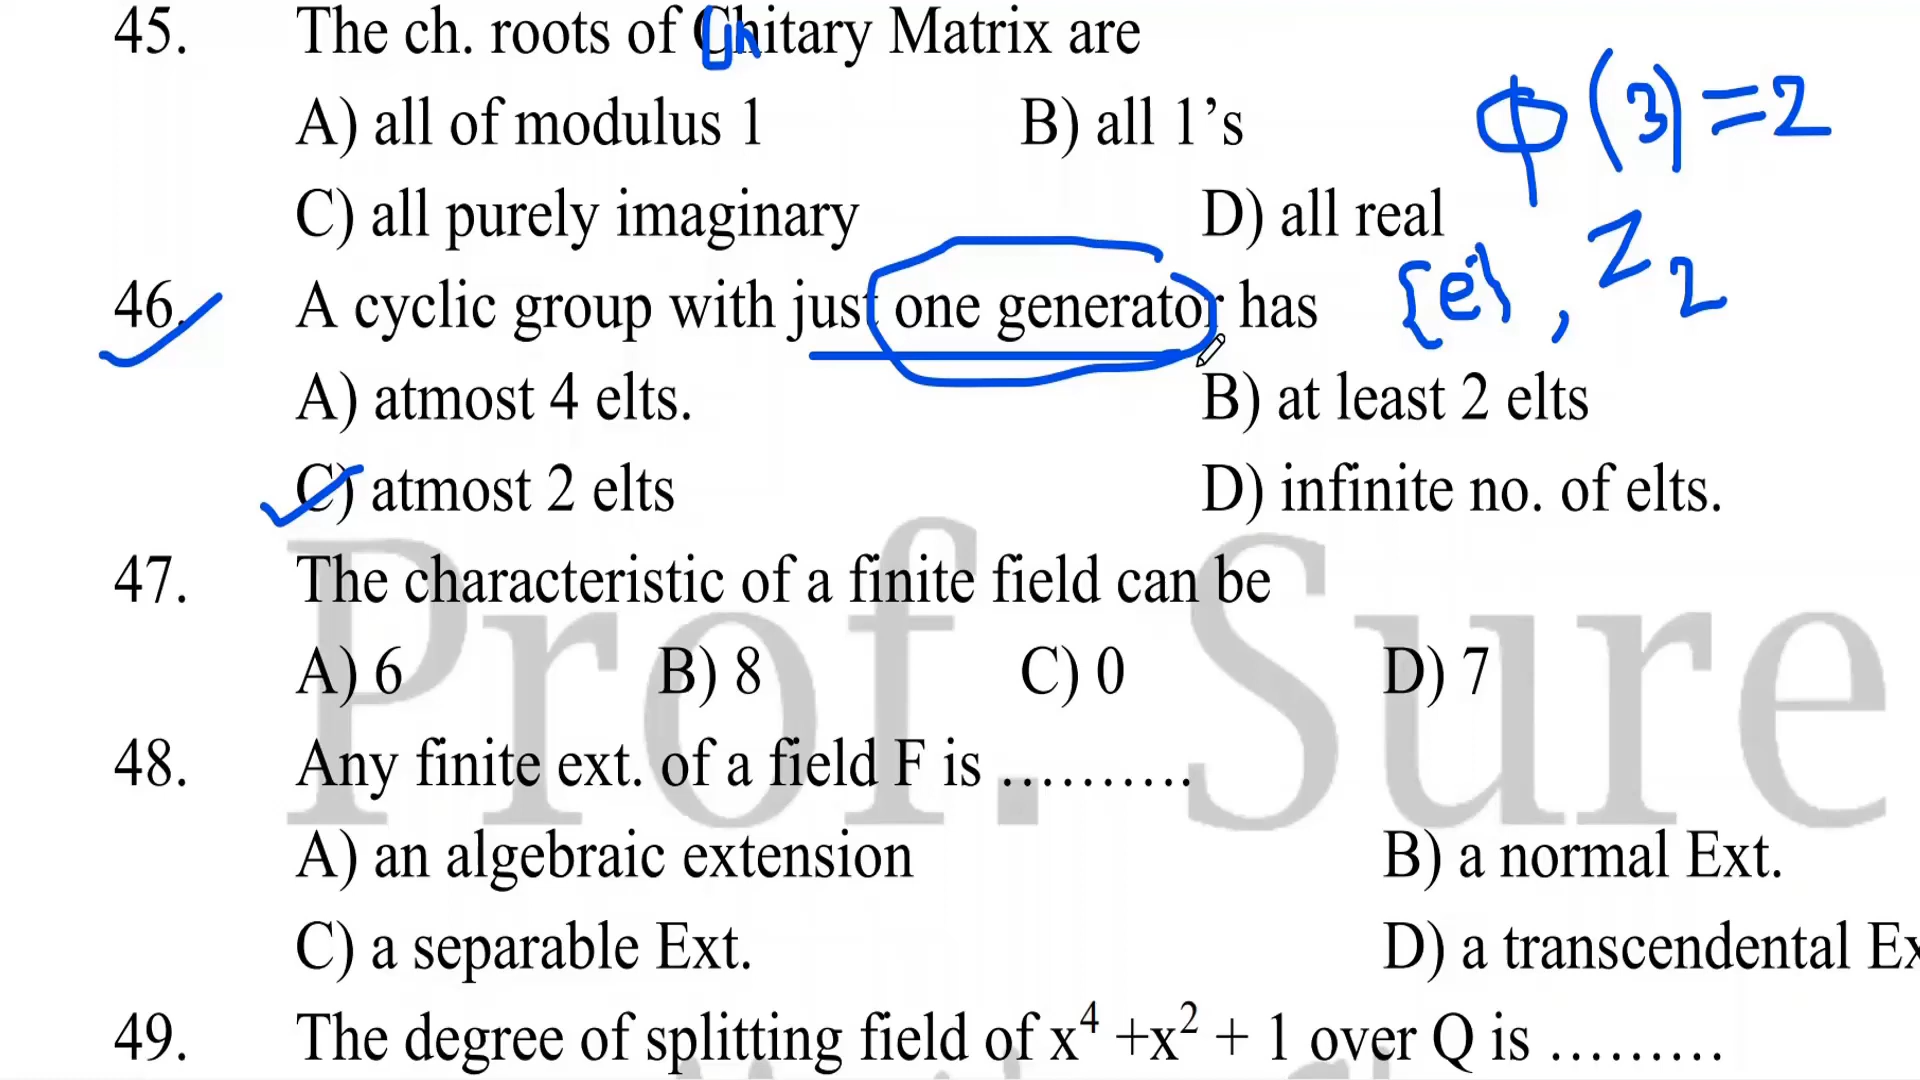 45. The ch. roots of Unitary Matrix are
A) all of modulus 1 B) all 1’s
ϕ(3)=2
C) all purely imaginary D) all real
46. A cyclic group with just one generator has
{e}, Z₂
A) atmost 4 elts. B) at least 2 elts
C) atmost 2 elts D) infinite no. of elts.
47. The characteristic of a finite field can be
A) 6 B) 8 C) 0 D) 7
48. Any finite ext. of a field F is ..........
A) an algebraic extension B) a normal Ext.
C) a separable Ext. D) a transcendental Ex
49. The degree of splitting field of x⁴ +x² + 1 over Q is .........
Prof. Sure